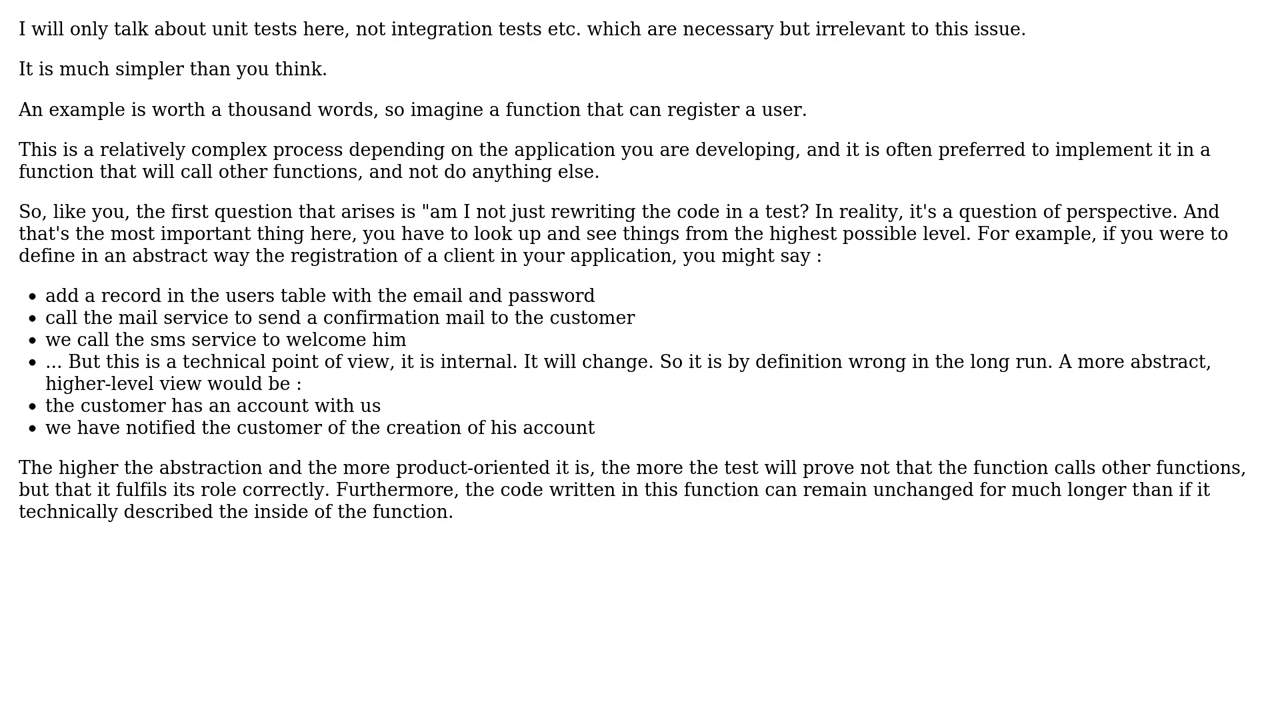 I will only talk about unit tests here, not integration tests etc. which are necessary but irrelevant to this issue.
It is much simpler than you think.
An example is worth a thousand words, so imagine a function that can register a user.
This is a relatively complex process depending on the application you are developing, and it is often preferred to implement it in a
function that will call other functions, and not do anything else.
So, like you, the first question that arises is "am I not just rewriting the code in a test? In reality, it's a question of perspective. And
that's the most important thing here, you have to look up and see things from the highest possible level. For example, if you were to
define in an abstract way the registration of a client in your application, you might say :
• add a record in the users table with the email and password
• call the mail service to send a confirmation mail to the customer
• we call the sms service to welcome him
• ... But this is a technical point of view, it is internal. It will change. So it is by definition wrong in the long run. A more abstract,
higher-level view would be :
• the customer has an account with us
• we have notified the customer of the creation of his account
The higher the abstraction and the more product-oriented it is, the more the test will prove not that the function calls other functions,
but that it fulfils its role correctly. Furthermore, the code written in this function can remain unchanged for much longer than if it
technically described the inside of the function.